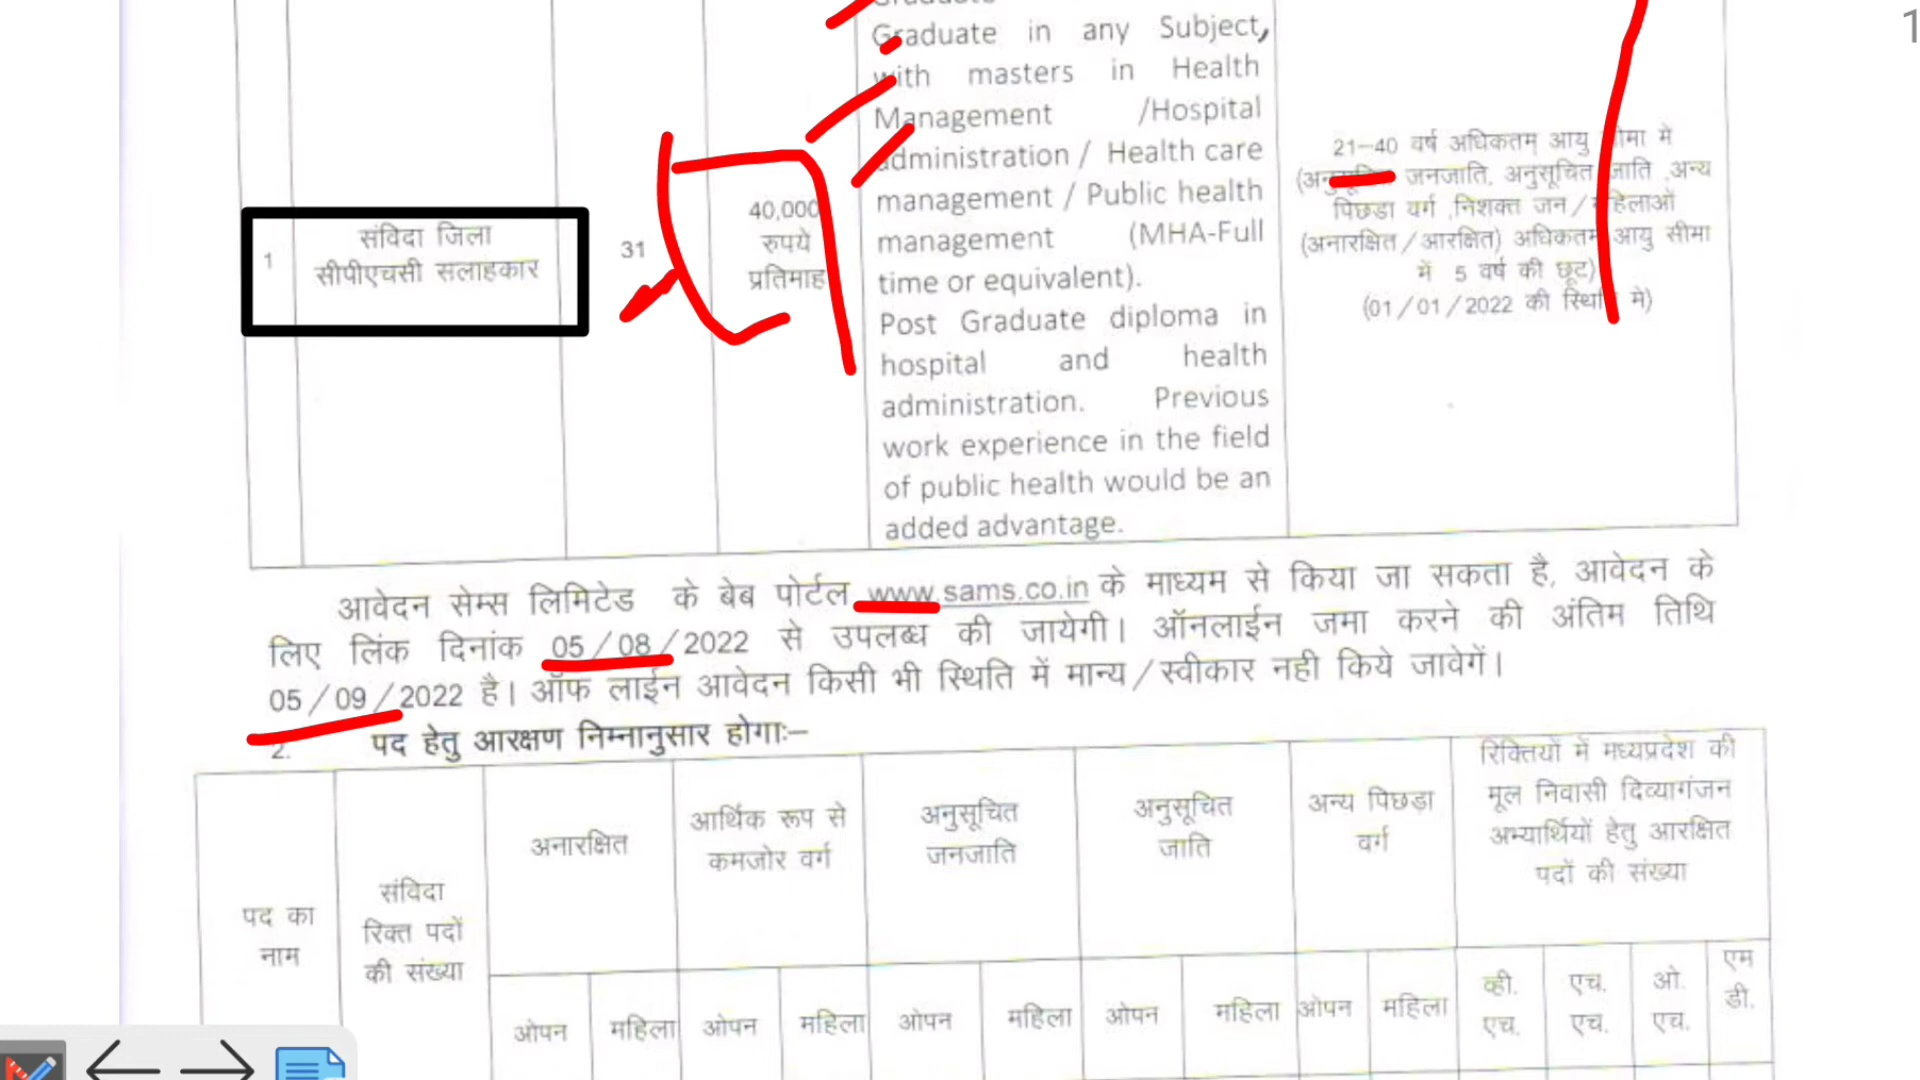 Graduate
Graduate in any Subject,
with masters in Health
Management /Hospital
administration / Health care
management / Public health
management (MHA-Full
time or equivalent).
Post Graduate diploma in
hospital and health
administration. Previous
work experience in the field
of public health would be an
added advantage.
1
संविदा जिला
सीपीएचसी सलाहकार
31
40,000
रुपये
प्रतिमाह
21–40 वर्ष अधिकतम् आयु सीमा मे
(अनुसूचित जनजाति, अनुसूचित जाति ,अन्य
पिछडा वर्ग ,निशक्त जन / महिलाओं
(अनारक्षित / आरक्षित) अधिकतम आयु सीमा
में 5 वर्ष की छूट)
(01/01/2022 की स्थिति मे)
1
आवेदन सेम्स लिमिटेड के बेब पोर्टल www.sams.co.in के माध्यम से किया जा सकता है, आवेदन के
लिए लिंक दिनांक 05/08/2022 से उपलब्ध की जायेगी। ऑनलाईन जमा करने की अंतिम तिथि
05/09/2022 है। ऑफ लाईन आवेदन किसी भी स्थिति में मान्य/स्वीकार नही किये जावेगें।
2. पद हेतु आरक्षण निम्नानुसार होगाः–
पद का
नाम
संविदा
रिक्त पदों
की संख्या
अनारक्षित
आर्थिक रूप से
कमजोर वर्ग
अनुसूचित
जनजाति
अनुसूचित
जाति
अन्य पिछडा
वर्ग
रिक्तियों में मध्यप्रदेश की
मूल निवासी दिव्यागंजन
अभ्यार्थियों हेतु आरक्षित
पदों की संख्या
ओपन महिला ओपन महिला ओपन महिला ओपन महिला ओपन महिला
व्ही.
एच.
एच.
एच.
ओ.
एच.
एम
डी.